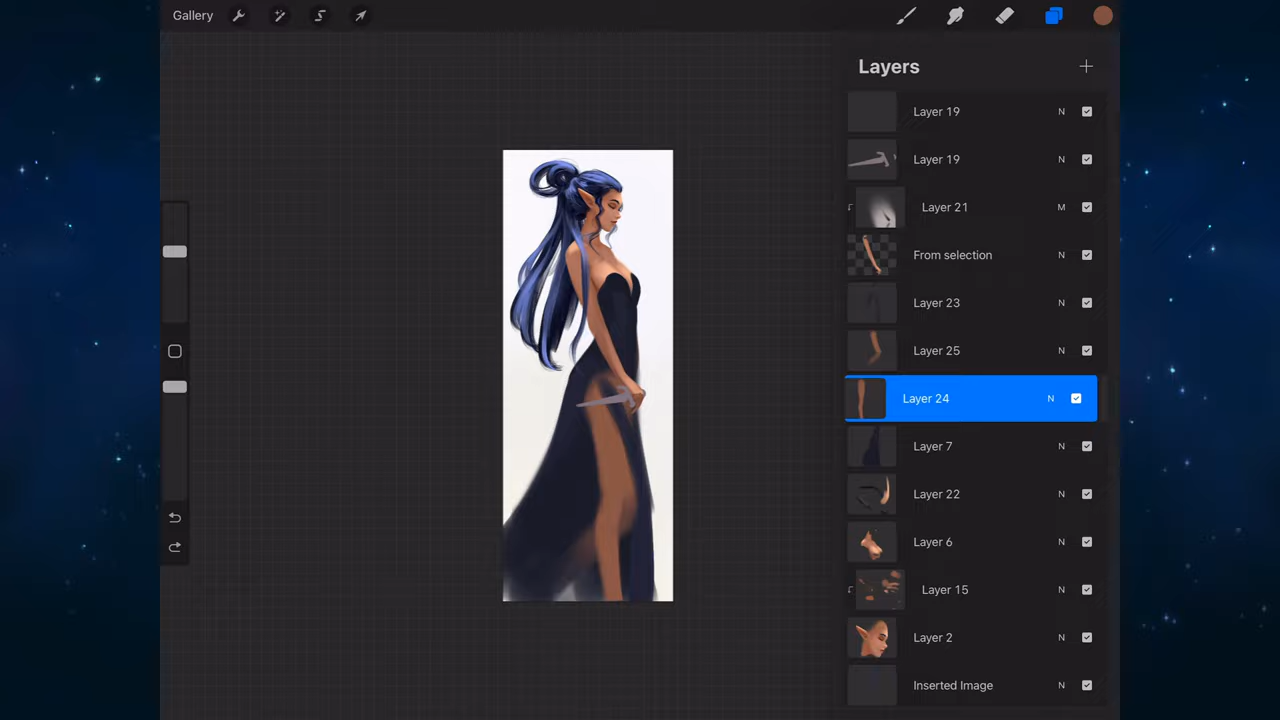 Gallery
Layers
Layer 19 N
Layer 19 N
Layer 21 M
From selection N
Layer 23 N
Layer 25 N
Layer 24 N
Layer 7 N
Layer 22 N
Layer 6 N
Layer 15 N
Layer 2 N
Inserted Image N